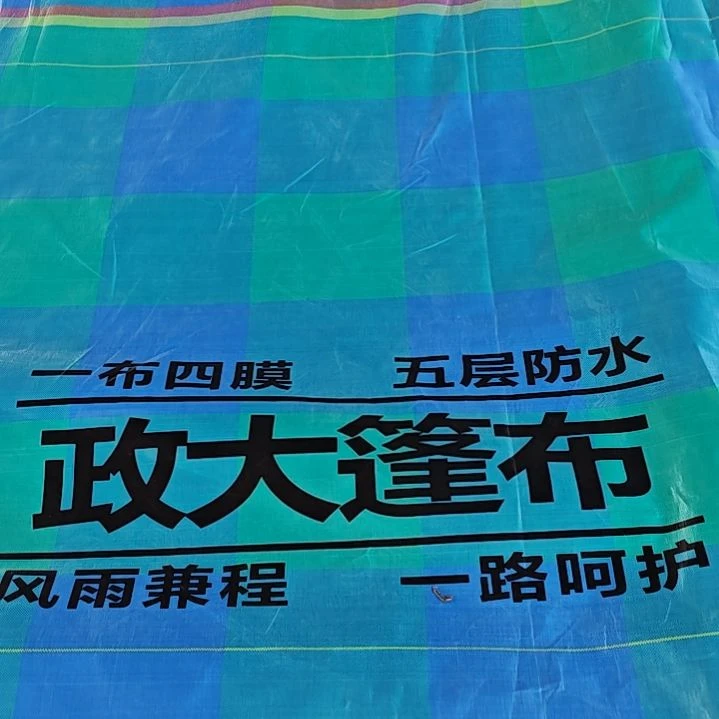 一布四膜 五层防水
政大篷布
风雨兼程 一路呵护